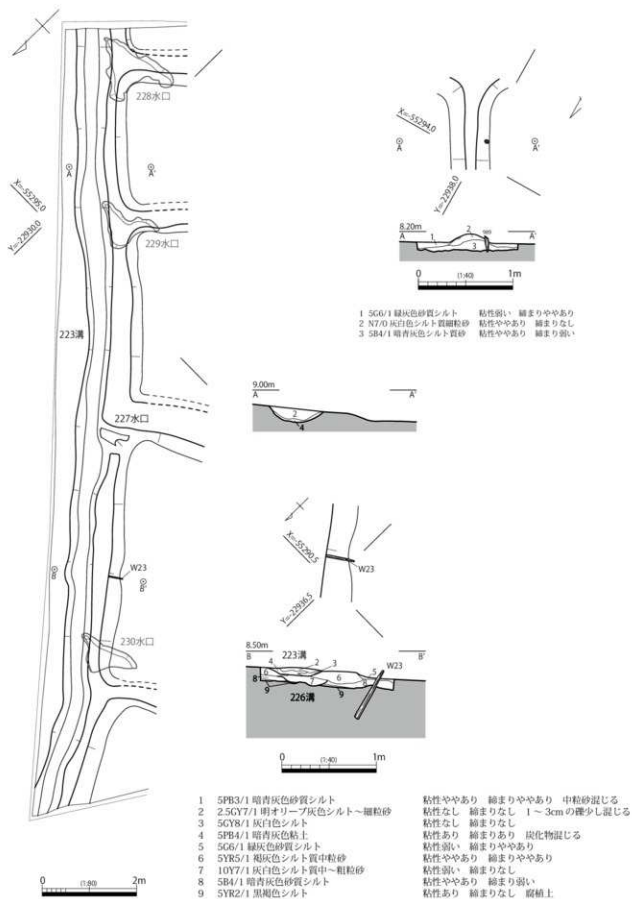 228水口
A
A'
X=-55295.0
Y=-22930.0
229水口
223溝
227水口
W23
B
B'
230水口
0 (1:80) 2m
X=-55294.0
A
A'
Y=-22938.0
8.20m
A
A'
1
2
3
0 (1:40) 1m
1 5G6/1 緑灰色砂質シルト 粘性弱い 締まりややあり
2 N7/0 灰白色シルト質細粒砂 粘性ややあり 締まりなし
3 5B4/1 暗青灰色シルト質砂 粘性ややあり 締まり弱い
9.00m
A
A'
2
4
X=-55290.5
W23
Y=-22936.5
8.50m
B
223溝
W23
B'
4
2
3
5
6
8
7
6
8
9
9
226溝
0 (1:40) 1m
1 5PB3/1 暗青灰色砂質シルト 粘性ややあり 締まりややあり 中粒砂混じる
2 2.5GY7/1 明オリーブ灰色シルト～細粒砂 粘性なし 締まりなし 1～3cmの礫少し混じる
3 5GY8/1 灰白色シルト 粘性なし 締まりなし
4 5PB4/1 暗青灰色粘土 粘性あり 締まりあり 炭化物混じる
5 5G6/1 緑灰色砂質シルト 粘性弱い 締まりややあり
6 5YR5/1 褐灰色シルト質中粒砂 粘性ややあり 締まりややあり
7 10Y7/1 灰白色シルト質中～粗粒砂 粘性弱い 締まりなし
8 5B4/1 暗青灰色砂質シルト 粘性ややあり 締まり弱い
9 5YR2/1 黒褐色シルト 粘性あり 締まりなし 腐植土